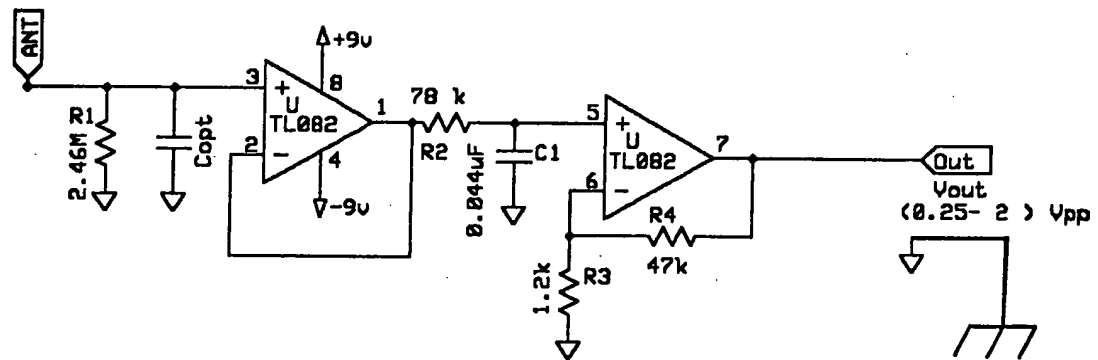 ANT
+9v
3
+
8
R1
2.46M
Copt
U
TL082
1
2
-
4
-9v
78 k
R2
0.044µF
C1
5
+
U
TL082
7
6
-
R4
47k
R3
1.2k
Out
Vout
(0.25- 2 ) Vpp